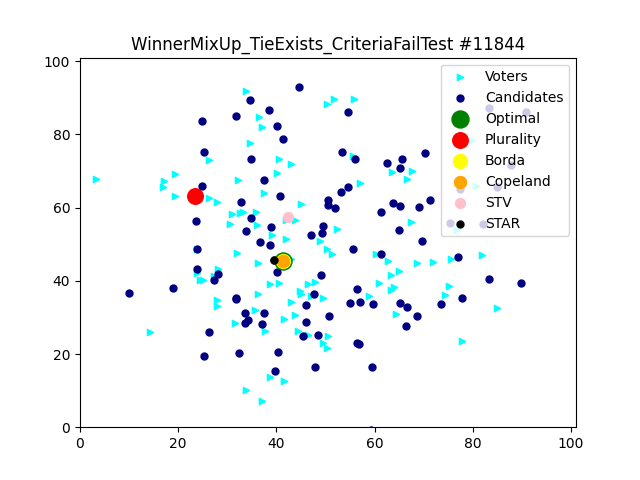 WinnerMixUp_TieExists_CriteriaFailTest #11844
100
80
60
40
20
0
0
20
40
60
80
100
Voters
Candidates
Optimal
Plurality
Borda
Copeland
STV
STAR